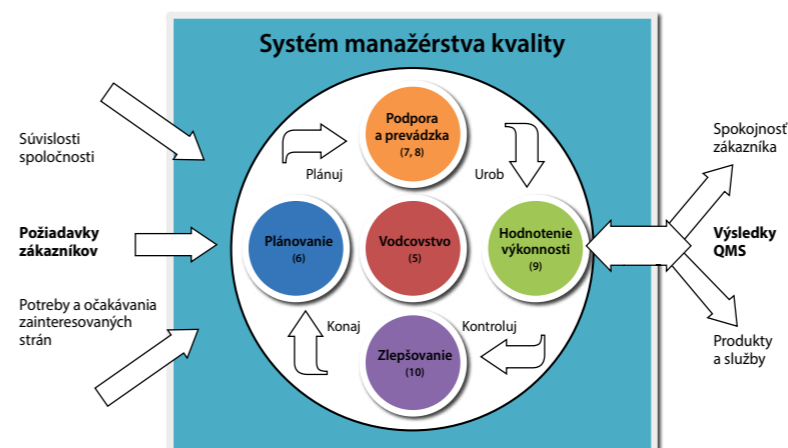 Systém manažérstva kvality
Súvislosti
spoločnosti
Požiadavky
zákazníkov
Potreby a očakávania
zainteresovaných
strán
Podpora
a prevádzka
(7, 8)
Plánuj
Urob
Plánovanie
(6)
Vodcovstvo
(5)
Hodnotenie
výkonnosti
(9)
Konaj
Kontroluj
Zlepšovanie
(10)
Spokojnosť
zákazníka
Výsledky
QMS
Produkty
a služby